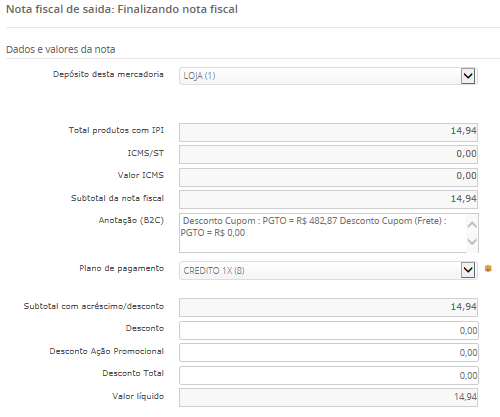 Nota fiscal de saida: Finalizando nota fiscal
Dados e valores da nota
Depósito desta mercadoria LOJA (1)
Total produtos com IPI 14,94
ICMS/ST 0,00
Valor ICMS 0,00
Subtotal da nota fiscal 14,94
Anotação (B2C) Desconto Cupom : PGTO = R$ 482,87 Desconto Cupom (Frete) :
PGTO = R$ 0,00
Plano de pagamento CREDITO 1X (8)
Subtotal com acréscimo/desconto 14,94
Desconto 0,00
Desconto Ação Promocional 0,00
Desconto Total 0,00
Valor líquido 14,94